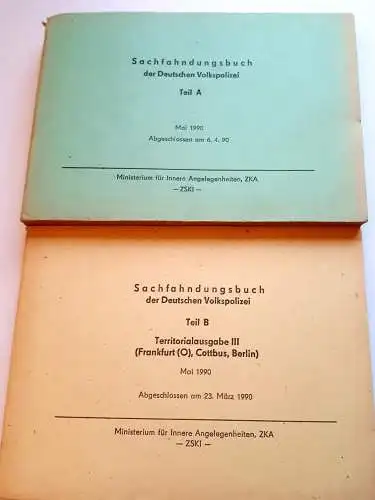 Sachfahndungsbuch
der Deutschen Volkspolizei
Teil A
Mai 1990
Abgeschlossen am 6. 4. 90
Ministerium für Innere Angelegenheiten, ZKA
— ZSKI —
Sachfahndungsbuch
der Deutschen Volkspolizei
Teil B
Territorialausgabe III
(Frankfurt (O), Cottbus, Berlin)
Mai 1990
Abgeschlossen am 23. März 1990
Ministerium für Innere Angelegenheiten, ZKA
— ZSKI —